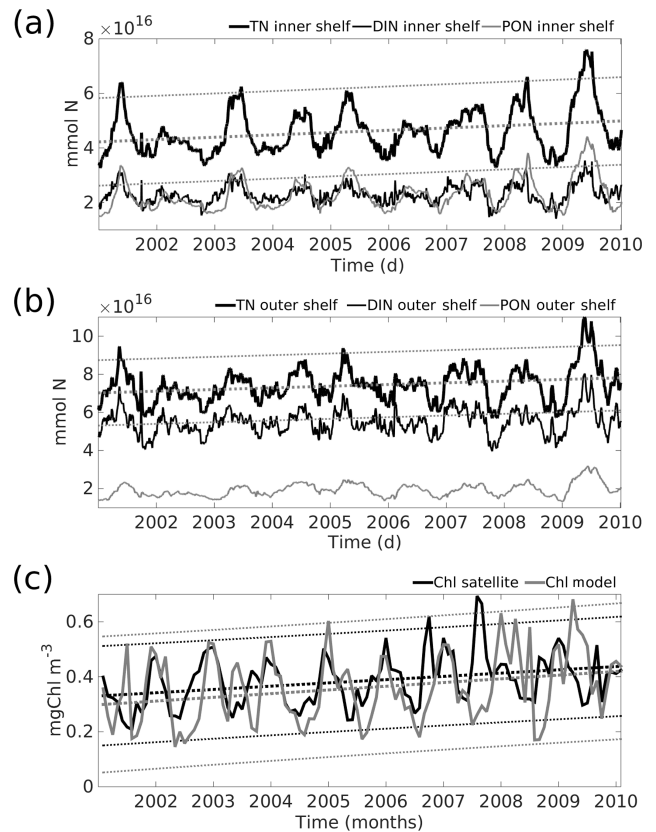 (a)
×10^16
TN inner shelf DIN inner shelf PON inner shelf
8
6
4
2
mmol N
2002 2003 2004 2005 2006 2007 2008 2009 2010
Time (d)
(b)
×10^16
TN outer shelf DIN outer shelf PON outer shelf
10
8
6
4
2
mmol N
2002 2003 2004 2005 2006 2007 2008 2009 2010
Time (d)
(c)
Chl satellite Chl model
0.6
0.4
0.2
0
mgChl m^-3
2002 2003 2004 2005 2006 2007 2008 2009 2010
Time (months)